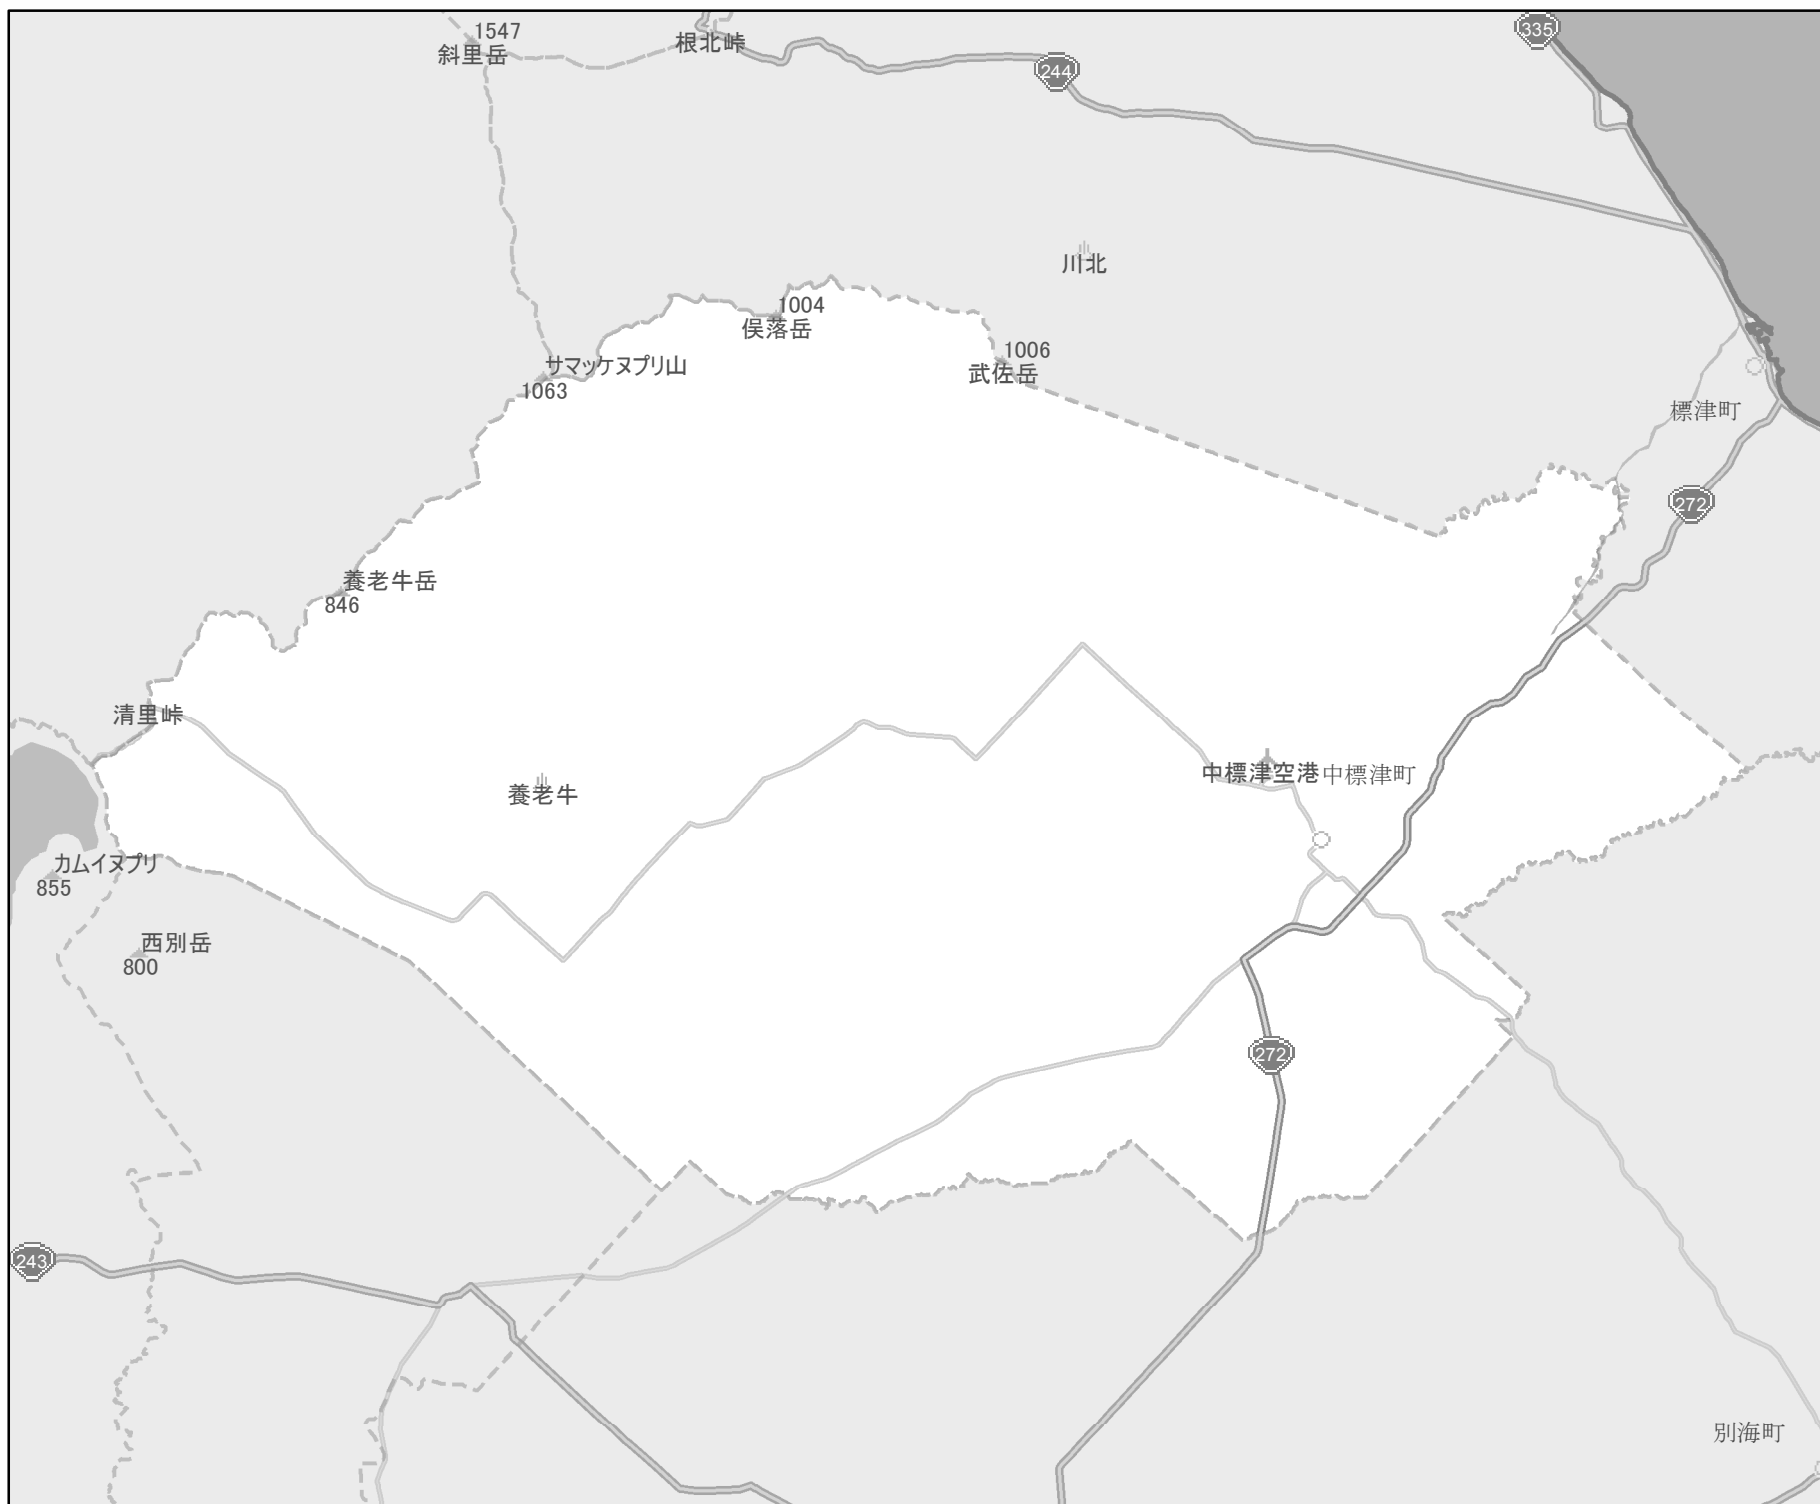 1547
斜里岳
根北峠
335
244
川北
1004
俣落岳
1006
武佐岳
サマッケヌプリ山
1063
標津町
272
養老牛岳
846
清里峠
養老牛
中標津空港
中標津町
カムイヌプリ
855
西別岳
800
272
243
別海町